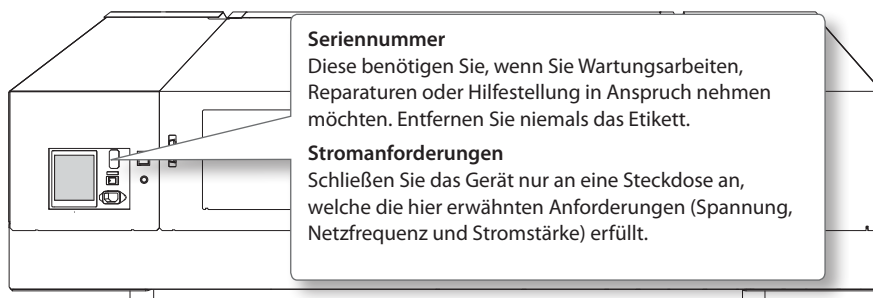 Seriennummer
Diese benötigen Sie, wenn Sie Wartungsarbeiten,
Reparaturen oder Hilfestellung in Anspruch nehmen
möchten. Entfernen Sie niemals das Etikett.
Stromanforderungen
Schließen Sie das Gerät nur an eine Steckdose an,
welche die hier erwähnten Anforderungen (Spannung,
Netzfrequenz und Stromstärke) erfüllt.